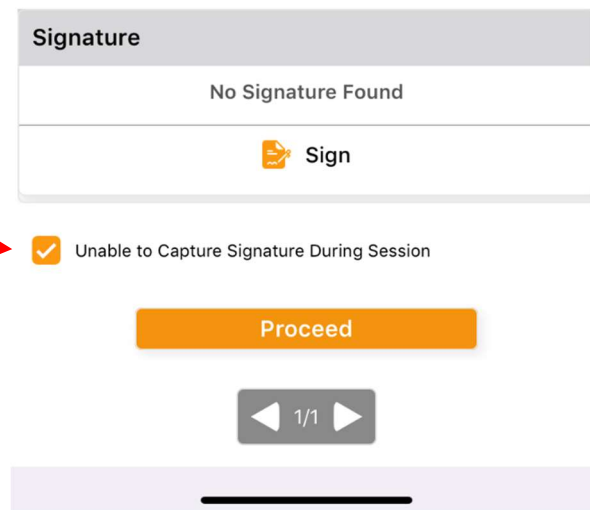 Signature
No Signature Found
Sign
Unable to Capture Signature During Session
Proceed
1/1